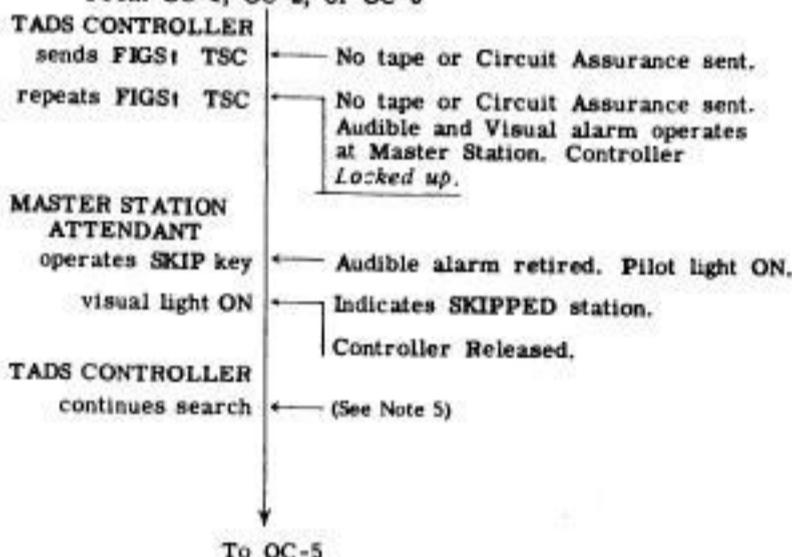 TADS CONTROLLER
sends FIGS↑ TSC No tape or Circuit Assurance sent.
repeats FIGS↑ TSC No tape or Circuit Assurance sent.
Audible and Visual alarm operates
at Master Station. Controller
Locked up.
MASTER STATION
ATTENDANT
operates SKIP key Audible alarm retired. Pilot light ON.
visual light ON Indicates SKIPPED station.
Controller Released.
TADS CONTROLLER
continues search (See Note 5)
To OC-5